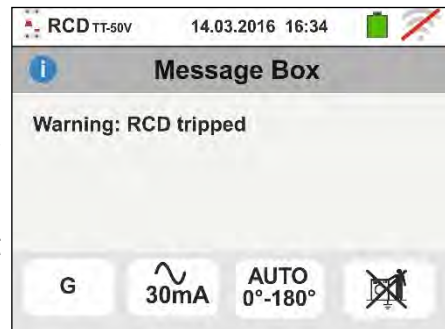 RCD TT-50V 14.03.2016 16:34
Message Box
Warning: RCD tripped
G
30mA
AUTO
0°-180°